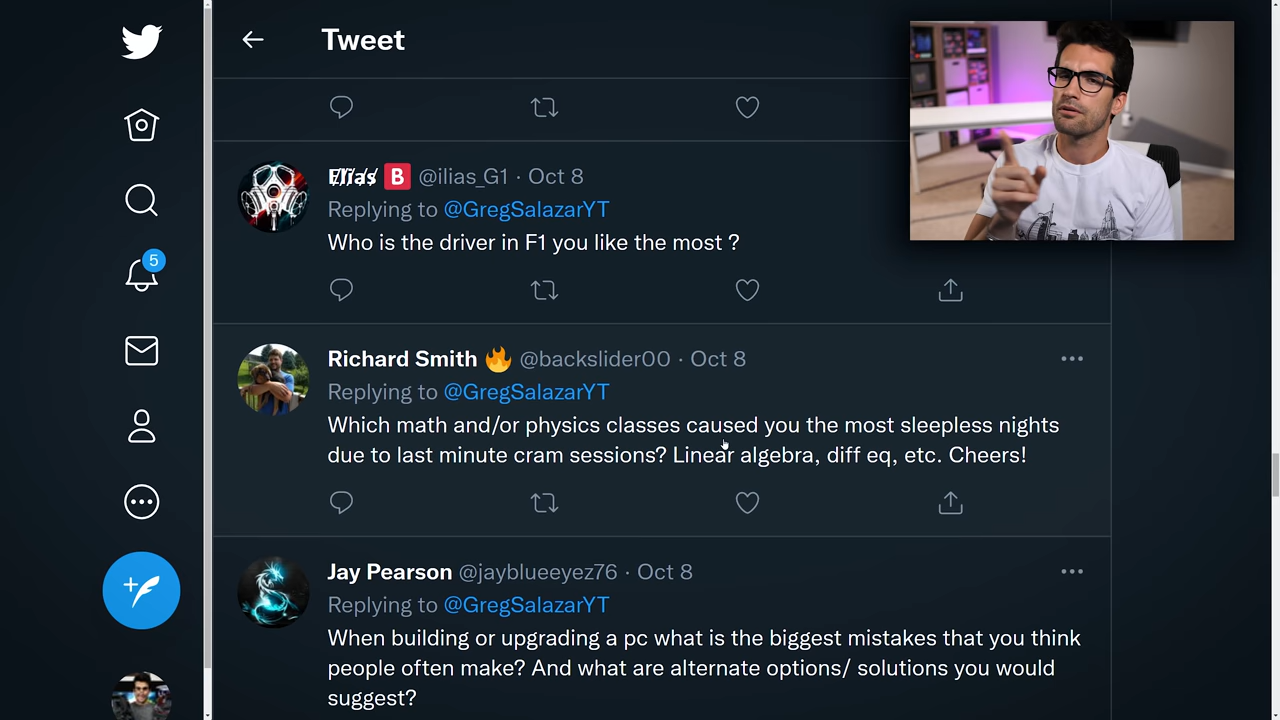 Tweet
Elias B @ilias_G1 · Oct 8
Replying to @GregSalazarYT
Who is the driver in F1 you like the most ?
5
Richard Smith 🔥 @backslider00 · Oct 8
Replying to @GregSalazarYT
Which math and/or physics classes caused you the most sleepless nights
due to last minute cram sessions? Linear algebra, diff eq, etc. Cheers!
Jay Pearson @jayblueeyez76 · Oct 8
Replying to @GregSalazarYT
When building or upgrading a pc what is the biggest mistakes that you think
people often make? And what are alternate options/ solutions you would
suggest?